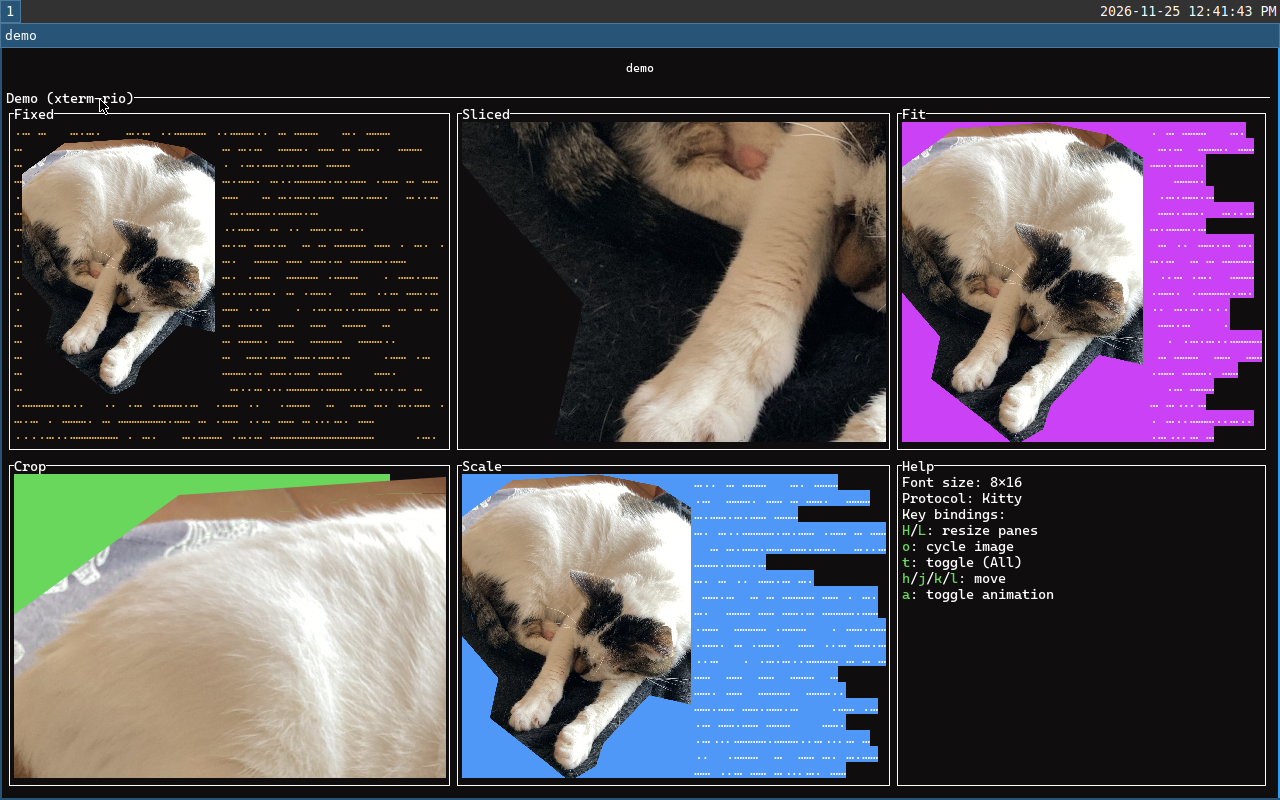 1
2026-11-25 12:41:43 PM
demo
demo
Demo (xterm-rio)
Fixed
Sliced
Fit
Crop
Scale
Help
Font size: 8×16
Protocol: Kitty
Key bindings:
H/L: resize panes
o: cycle image
t: toggle (All)
h/j/k/l: move
a: toggle animation